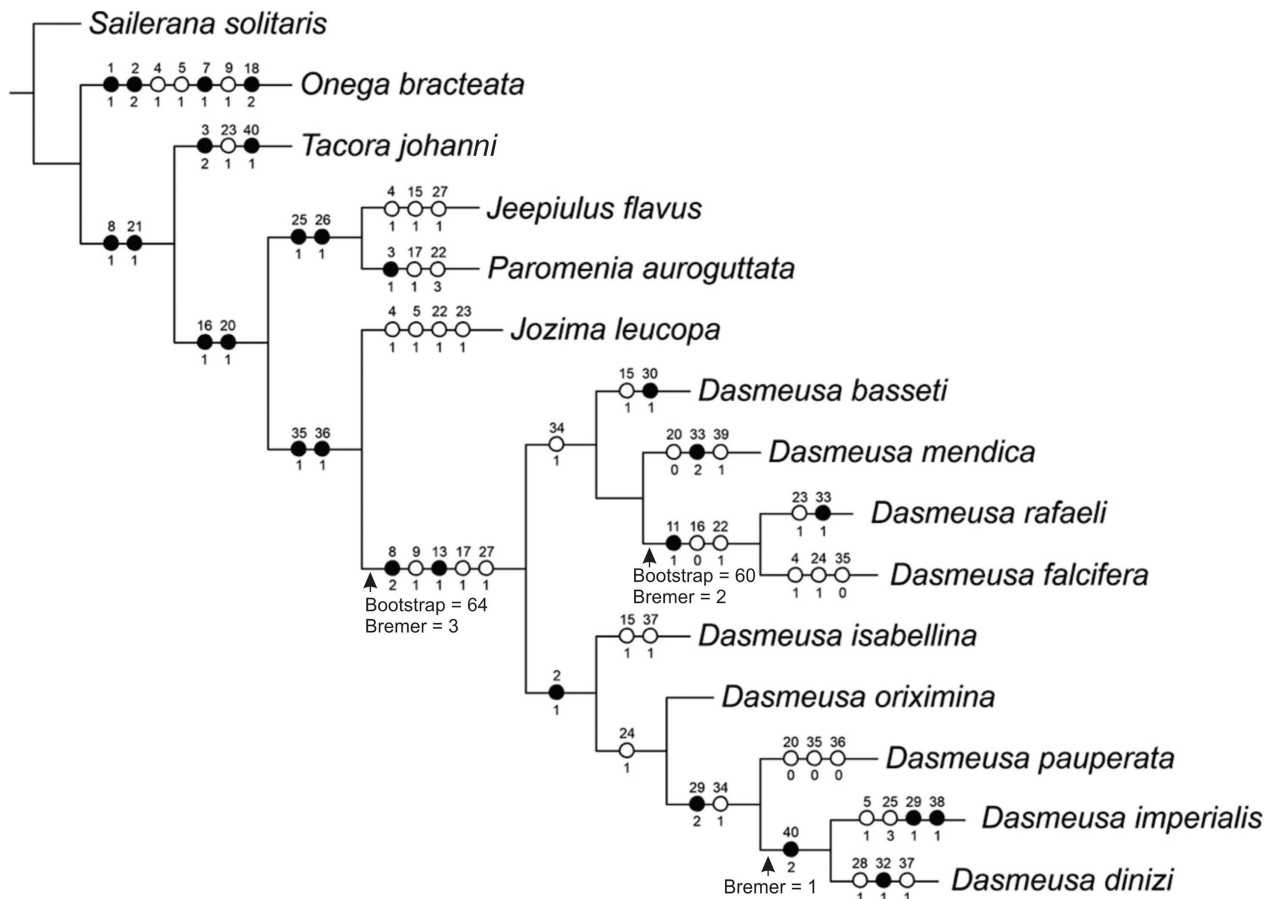 Sailerana solitaris
1 2 4 5 7 9 18
Onega bracteata
1 2 1 1 1 1 2
3 23 40
Tacora johanni
2 1 1
4 15 27
Jeepiulus flavus
1 1 1
8 21
25 26
1 1
1 1
3 17 22
Paromenia auroguttata
1 1 3
16 20
1 1
4 5 22 23
Jozima leucopa
1 1 1 1
15 30
Dasmeusa basseti
1 1
35 36
1 1
34
1
20 33 39
Dasmeusa mendica
0 2 1
23 33
Dasmeusa rafaeli
1 1
11 16 22
1 0 1
Bootstrap = 60
Bremer = 2
4 24 35
Dasmeusa falcifera
1 1 0
8 9 13 17 27
2 1 1 1 1
Bootstrap = 64
Bremer = 3
15 37
Dasmeusa isabellina
1 1
2
1
Dasmeusa oriximina
24
1
20 35 36
Dasmeusa pauperata
0 0 0
29 34
2 1
5 25 29 38
Dasmeusa imperialis
1 3 1 1
40
2
Bremer = 1
28 32 37
Dasmeusa dinizi
1 1 1